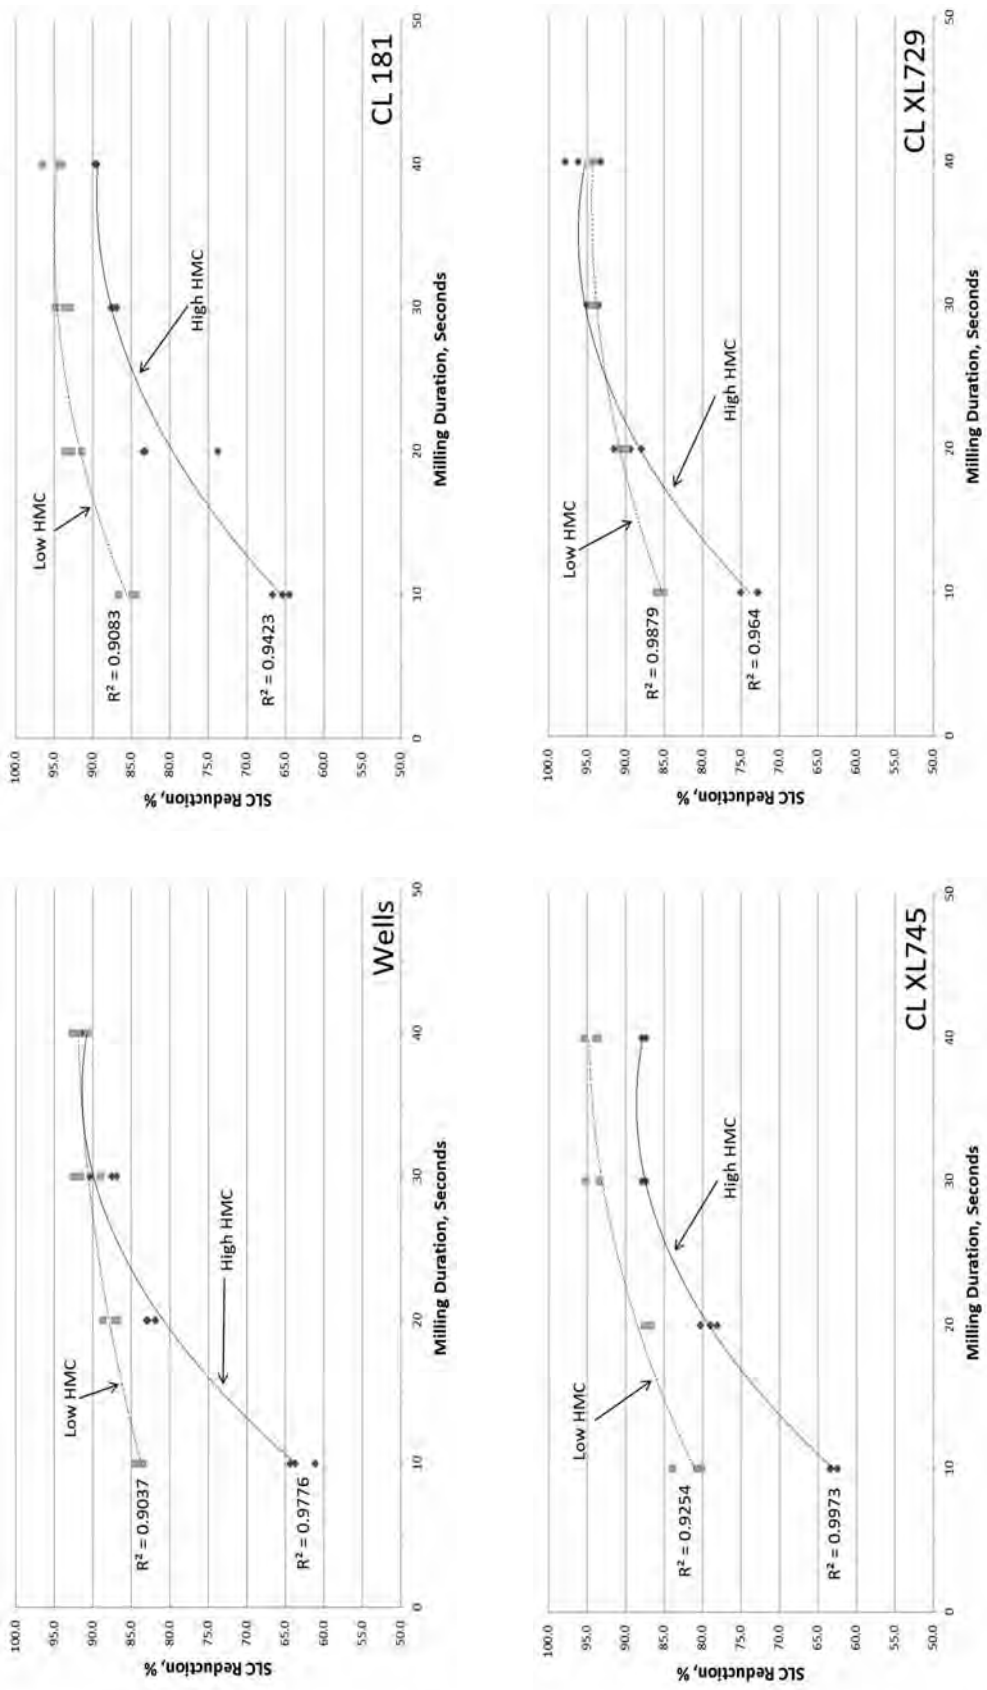 Wells
SLC Reduction, %
100.0
95.0
90.0
85.0
80.0
75.0
70.0
65.0
60.0
55.0
50.0
Low HMC
High HMC
R² = 0.9037
R² = 0.9776
0
10
20
30
40
50
Milling Duration, Seconds
CL 181
SLC Reduction, %
100.0
95.0
90.0
85.0
80.0
75.0
70.0
65.0
60.0
55.0
50.0
Low HMC
High HMC
R² = 0.9083
R² = 0.9423
0
10
20
30
40
50
Milling Duration, Seconds
CL XL745
SLC Reduction, %
100.0
95.0
90.0
85.0
80.0
75.0
70.0
65.0
60.0
55.0
50.0
Low HMC
High HMC
R² = 0.9254
R² = 0.9973
0
10
20
30
40
50
Milling Duration, Seconds
CL XL729
SLC Reduction, %
100.0
95.0
90.0
85.0
80.0
75.0
70.0
65.0
60.0
55.0
50.0
Low HMC
High HMC
R² = 0.9879
R² = 0.964
0
10
20
30
40
50
Milling Duration, Seconds